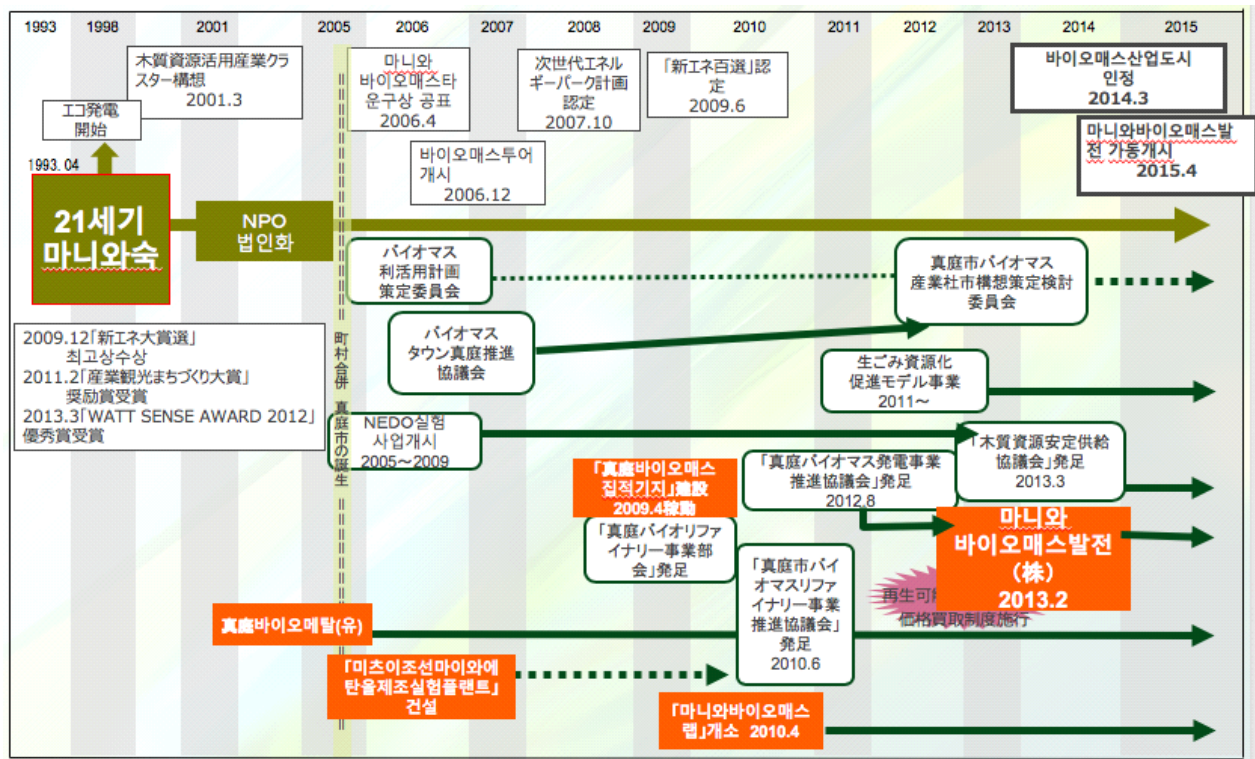 1993 1998 2001 2005 2006 2007 2008 2009 2010 2011 2012 2013 2014 2015
木質資源活用産業クラ
スター構想
2001.3
마니와
바이오매스타
운구상 공표
2006.4
次世代エネル
ギーパーク計画
認定
2007.10
「新エネ百選」認
定
2009.6
바이오매스산업도시
인정
2014.3
エコ発電
開始
바이오매스투어
개시
2006.12
마니와바이오매스발
전 가동개시
2015.4
1993.04
21세기
마니와숙
NPO
법인화
バイオマス
利活用計画
策定委員会
真庭市バイオマス
産業杜市構想策定検討
委員会
2009.12「新エネ大賞選」
최고상수상
2011.2「産業観光まちづくり大賞」
奨励賞受賞
2013.3「WATT SENSE AWARD 2012」
優秀賞受賞
町村合併 真庭市の誕生
バイオマス
タウン真庭推進
協議会
生ごみ資源化
促進モデル事業
2011～
NEDO실험
사업개시
2005～2009
「真庭バイオマス発電事業
推進協議会」発足
2012.8
「木質資源安定供給
協議会」発足
2013.3
「真庭바이오매스
집적기지」建設
2009.4稼動
「真庭バイオリファ
イナリー事業部
会」発足
「真庭市バイ
オマスリファ
イナリー事業
推進協議会」
発足
2010.6
마니와
바이오매스발전
（株）
2013.2
再生可
価格買取制度施行
真庭바이오메탈(유)
「미츠이조선마이와에
탄올제조실험플랜트」
건설
「마니와바이오매스
랩」개소 2010.4